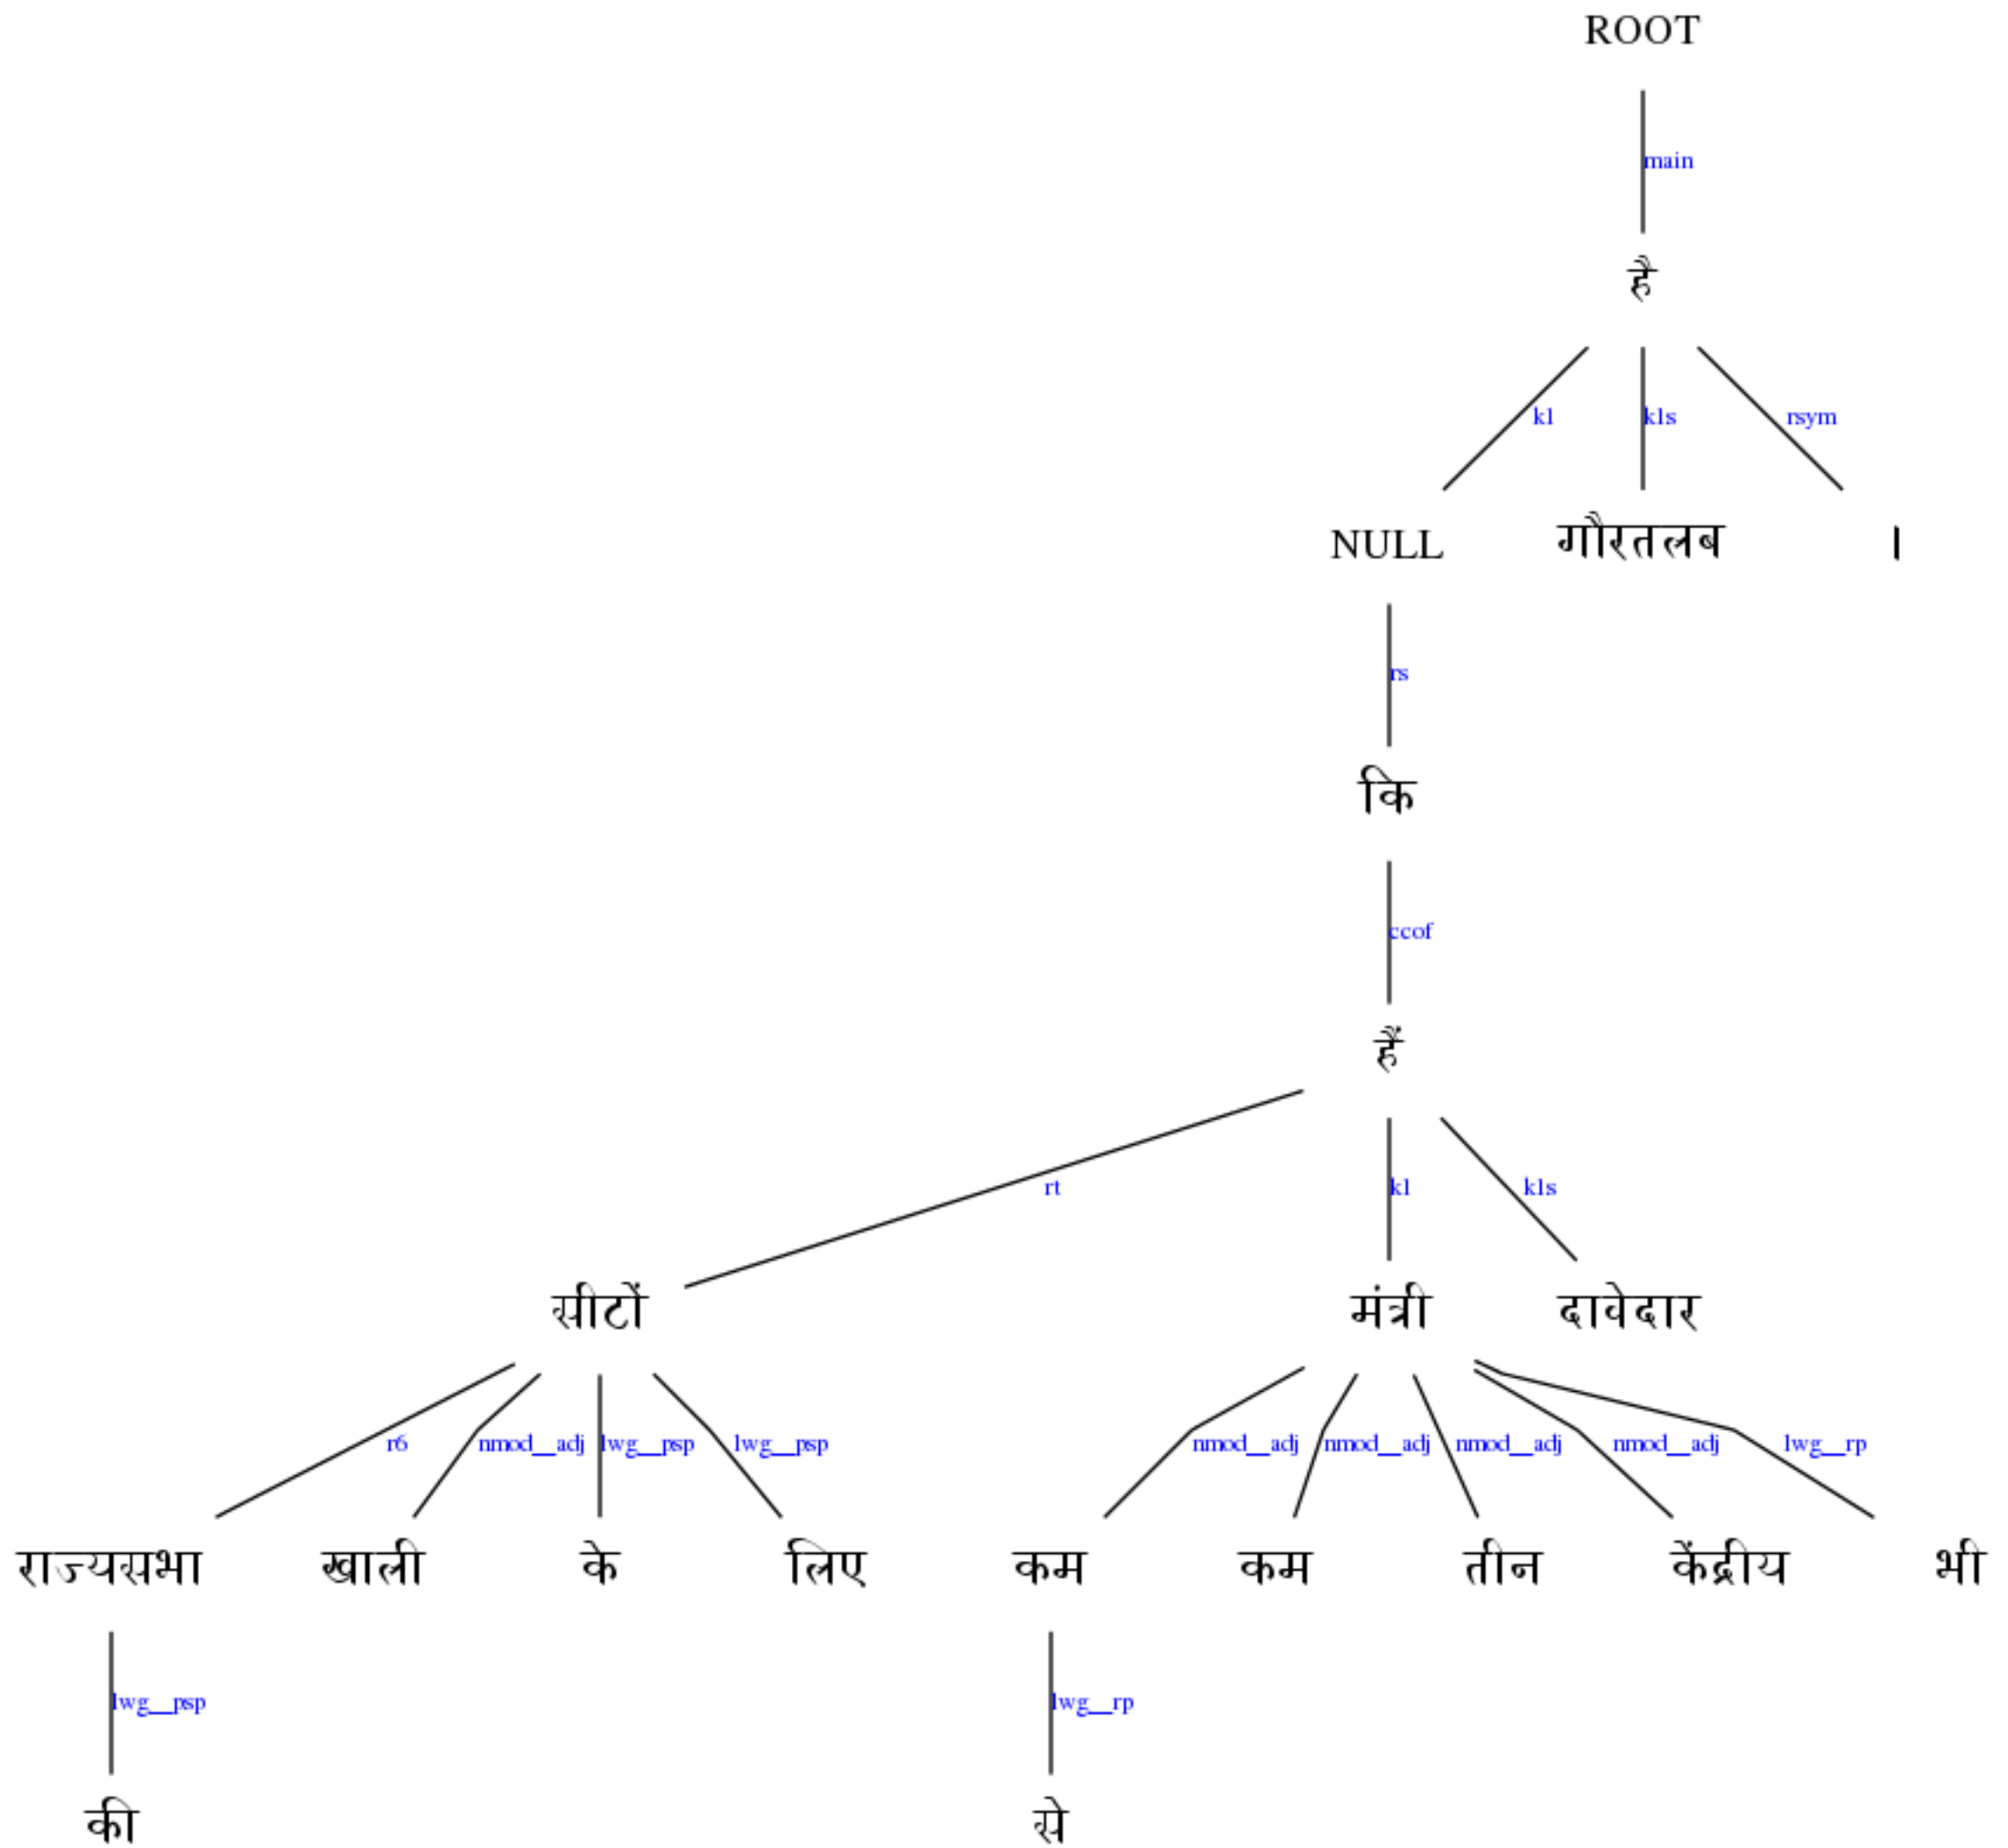 ROOT
main
है
k1 k1s rsym
NULL गौरतलब ।
rs
कि
ccof
हैं
rt k1 k1s
सीटों मंत्री दावेदार
r6 nmod__adj lwg__psp lwg__psp nmod__adj nmod__adj nmod__adj nmod__adj lwg__rp
राज्यसभा खाली के लिए कम कम तीन केंद्रीय भी
lwg__psp lwg__rp
की से